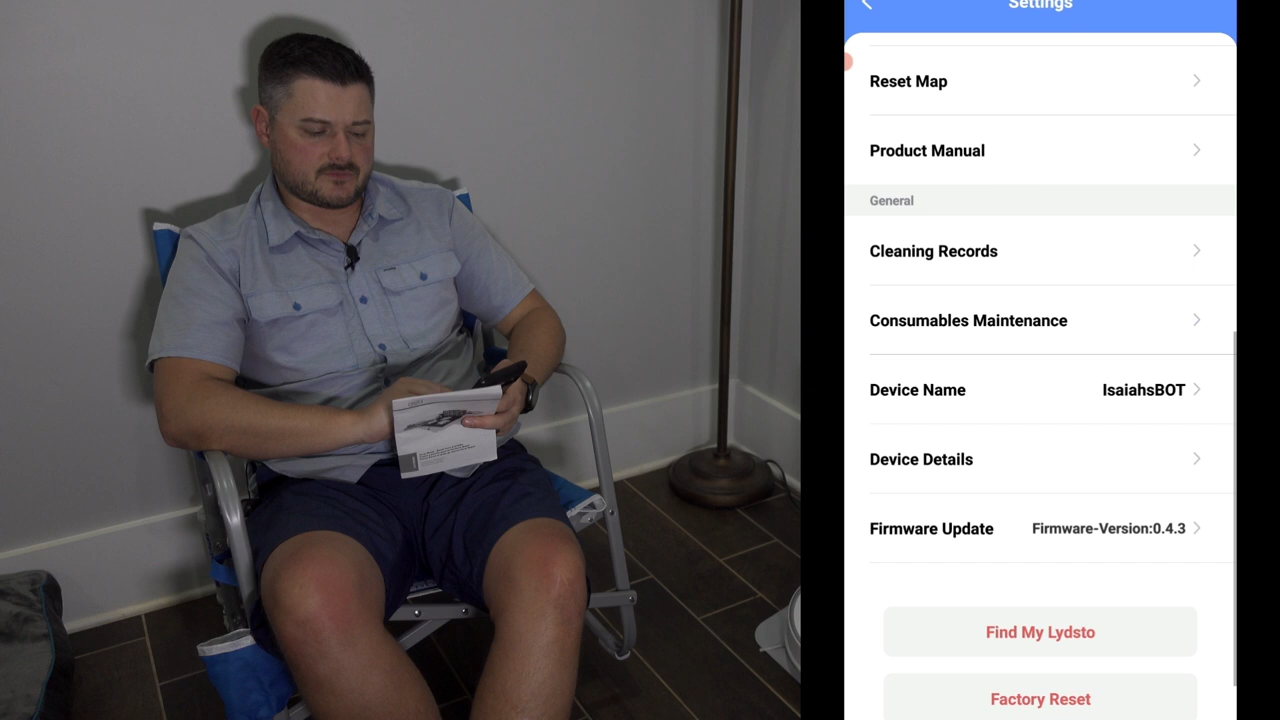 Settings
Reset Map
Product Manual
General
Cleaning Records
Consumables Maintenance
Device Name IsaiahsBOT
Device Details
Firmware Update Firmware-Version:0.4.3
Find My Lydsto
Factory Reset